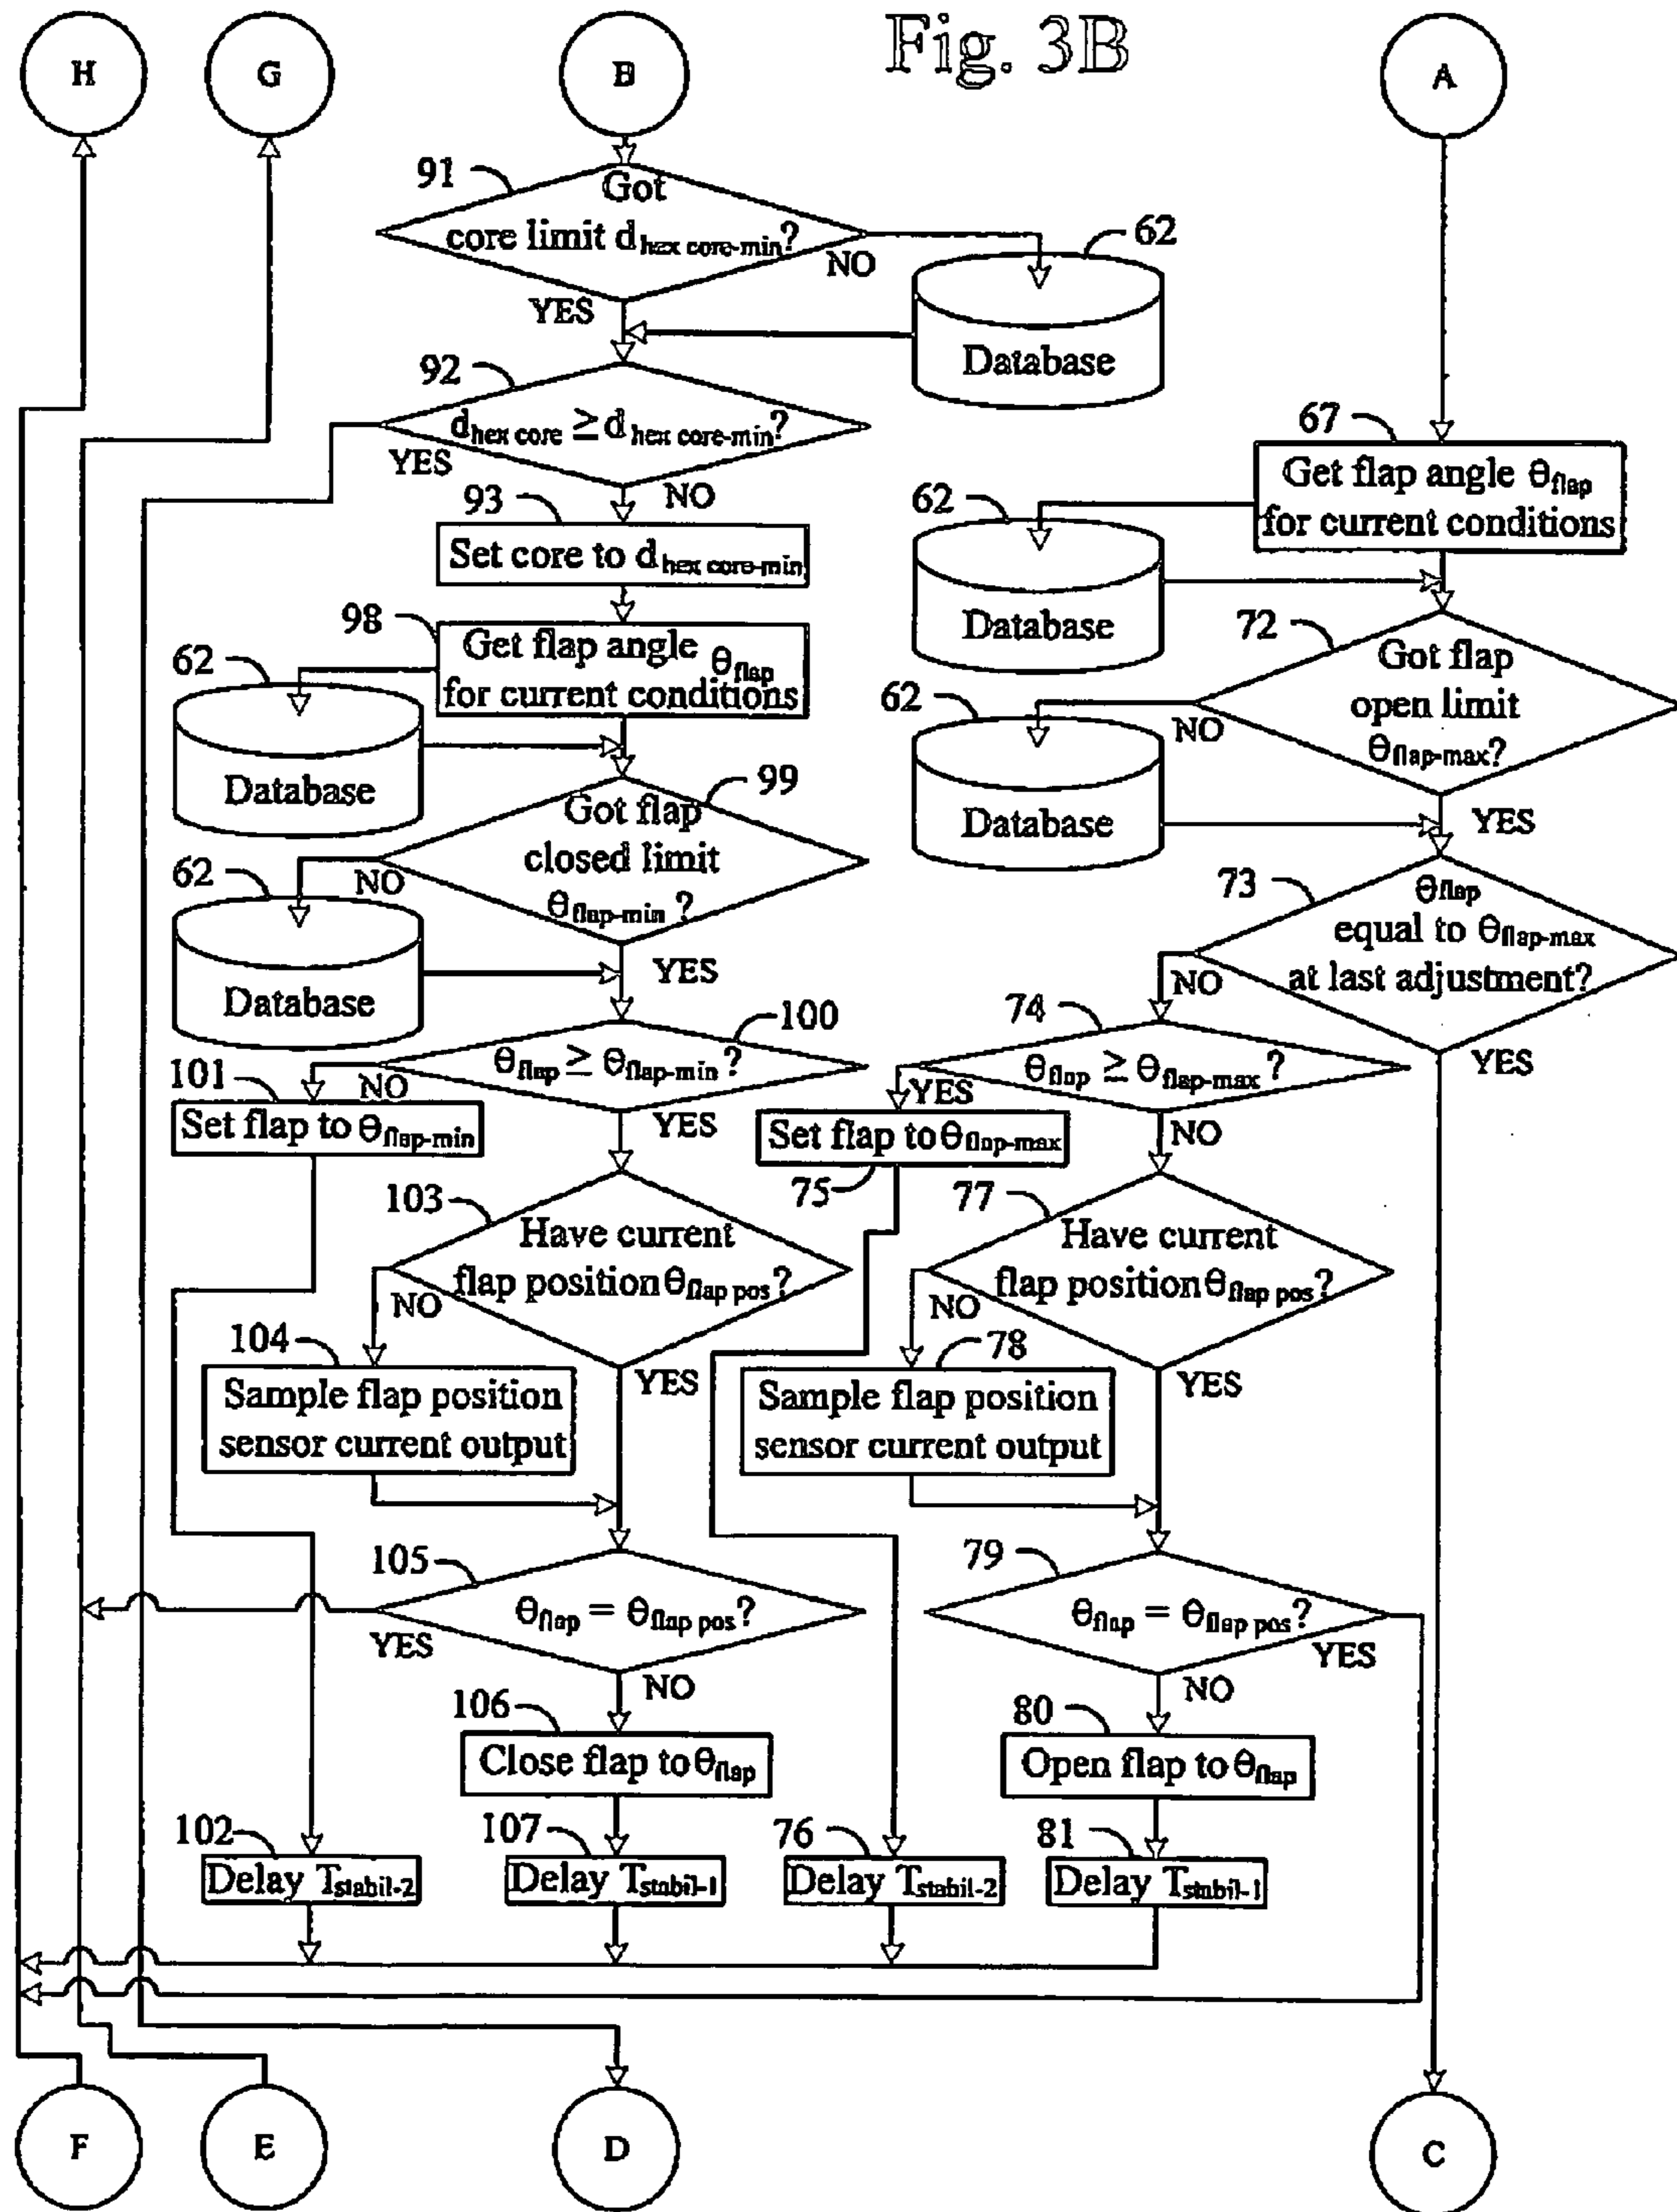 Fig. 3B
H
G
B
A
91
Got
core limit d hex core-min?
NO
YES
62
Database
92
d hex core ≥ d hex core-min?
YES
NO
93
Set core to d hex core-min
98
Get flap angle θflap
for current conditions
62
Database
99
Got flap
closed limit
θflap-min ?
NO
YES
62
Database
100
θflap ≥ θflap-min ?
NO
YES
101
Set flap to θflap-min
103
Have current
flap position θflap pos?
NO
YES
104
Sample flap position
sensor current output
105
θflap = θflap pos?
YES
NO
106
Close flap to θflap
102
Delay Tstabil-2
107
Delay Tstabil-1
67
Get flap angle θflap
for current conditions
62
Database
72
Got flap
open limit
θflap-max?
NO
YES
62
Database
73
θflap
equal to θflap-max
at last adjustment?
NO
YES
74
θflap ≥ θflap-max ?
YES
NO
Set flap to θflap-max
75
77
Have current
flap position θflap pos?
NO
YES
78
Sample flap position
sensor current output
79
θflap = θflap pos?
YES
NO
80
Open flap to θflap
76
Delay Tstabil-2
81
Delay Tstabil-1
F
E
D
C